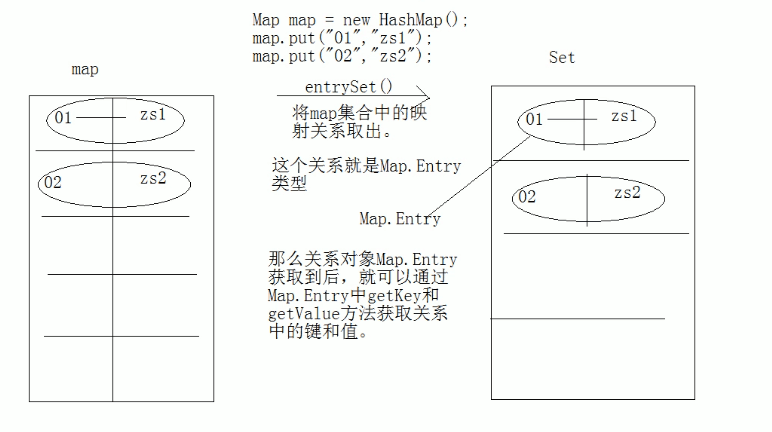 Map map = new HashMap();
map.put("01","zs1");
map.put("02","zs2");
map
Set
entrySet()
01 zs1
02 zs2
将map集合中的映
射关系取出。
这个关系就是Map.Entry
类型
Map.Entry
那么关系对象Map.Entry
获取到后，就可以通过
Map.Entry中getKey和
getValue方法获取关系
中的键和值。
01 zs1
02 zs2